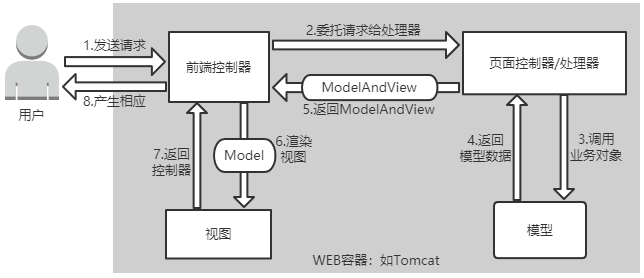 1.发送请求
2.委托请求给处理器
前端控制器
页面控制器/处理器
ModelAndView
8.产生相应
5.返回ModelAndView
用户
7.返回
控制器
Model
6.渲染
视图
4.返回
模型数据
3.调用
业务对象
视图
模型
WEB容器：如Tomcat